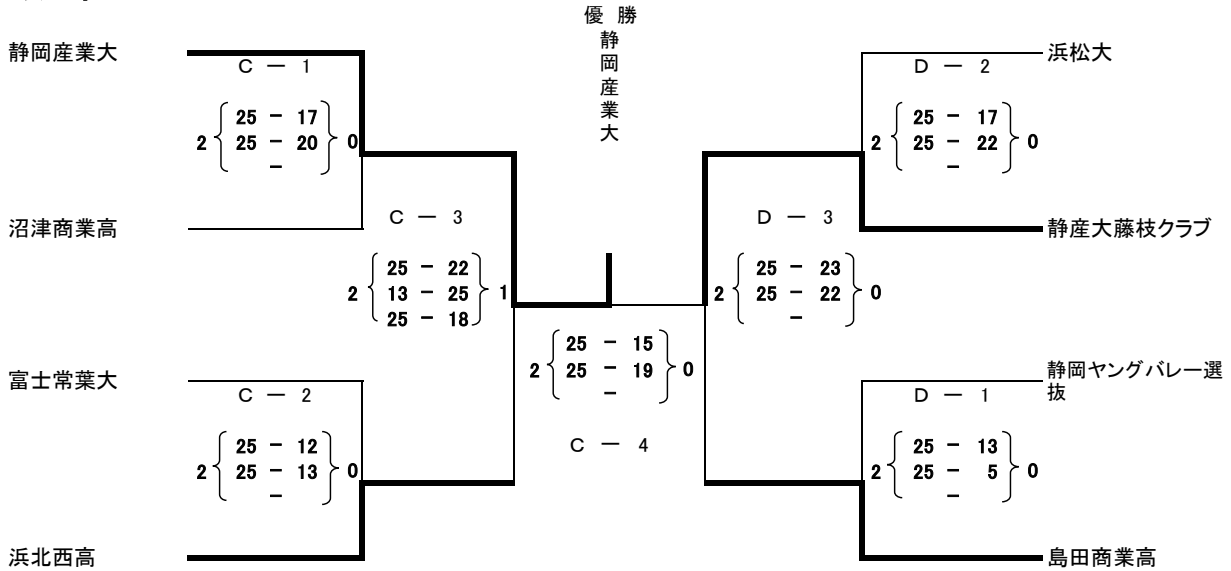 優 勝
静岡産業大
静岡産業大
C － 1
2 25 － 17 0
25 － 20
－
沼津商業高
C － 3
2 25 － 22 1
13 － 25
25 － 18
富士常葉大
C － 2
2 25 － 12 0
25 － 13
－
浜北西高
2 25 － 15 0
25 － 19
－
C － 4
浜松大
D － 2
2 25 － 17 0
25 － 22
－
静産大藤枝クラブ
D － 3
2 25 － 23 0
25 － 22
－
静岡ヤングバレー選
抜
D － 1
2 25 － 13 0
25 － 5
－
島田商業高